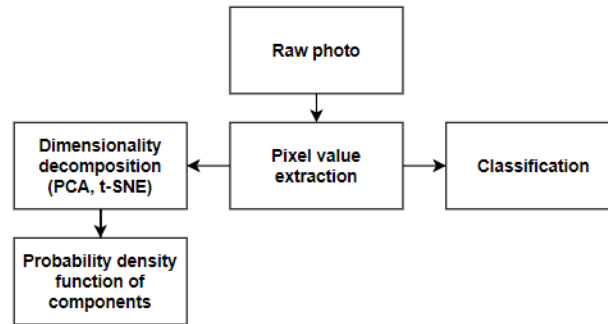 Raw photo
Dimensionality
decomposition
(PCA, t-SNE)
Pixel value
extraction
Classification
Probability density
function of
components